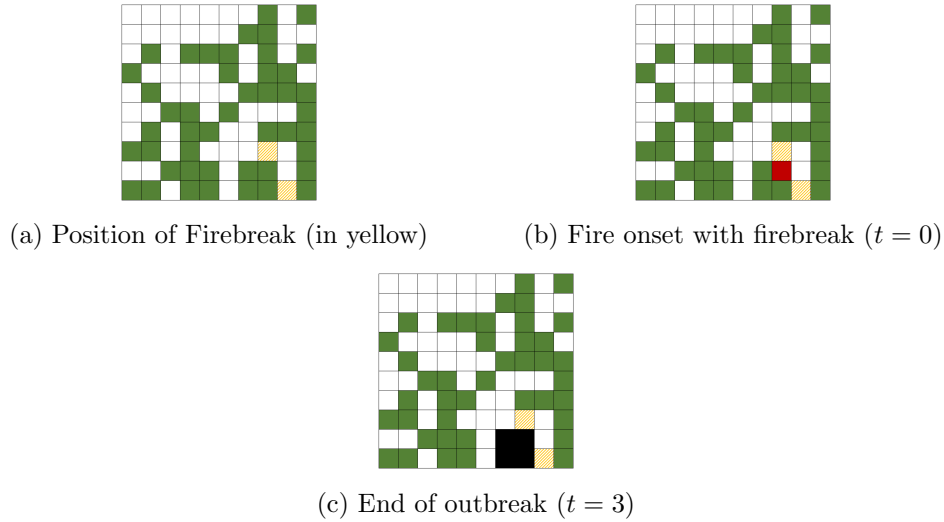 (a) Position of Firebreak (in yellow)
(b) Fire onset with firebreak (t = 0)
(c) End of outbreak (t = 3)